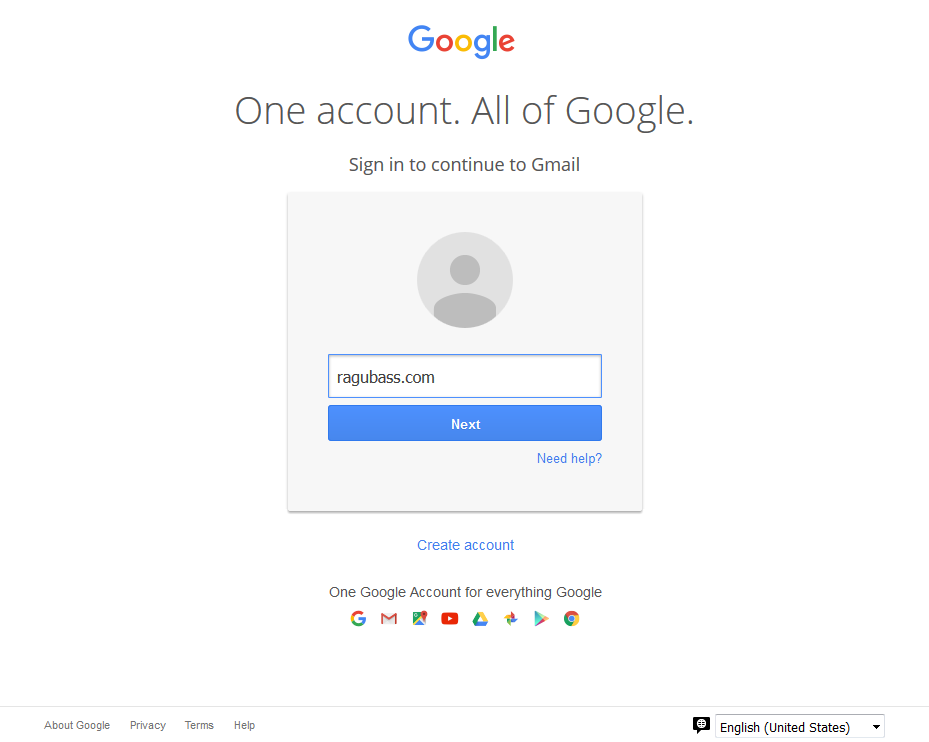 Google
One account. All of Google.
Sign in to continue to Gmail
ragubass.com
Next
Need help?
Create account
One Google Account for everything Google
About Google Privacy Terms Help English (United States)